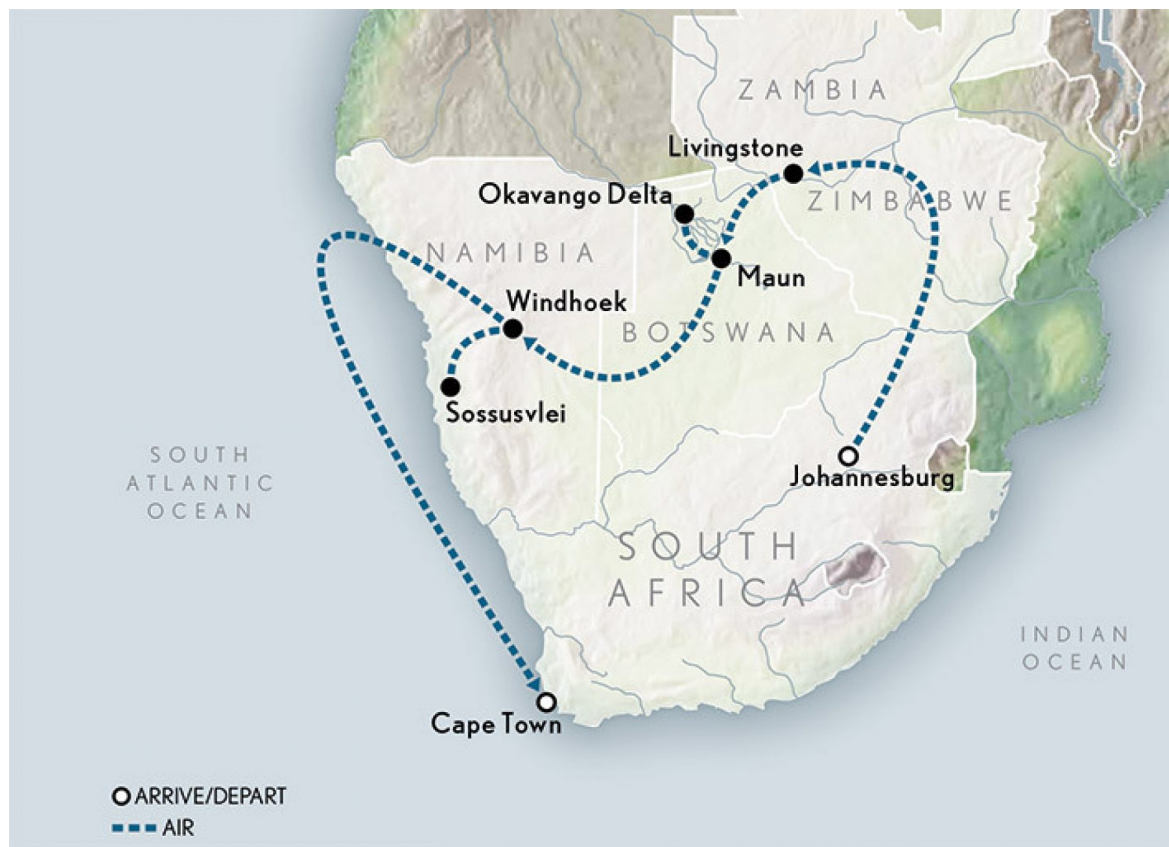 ZAMBIA
Livingstone
Okavango Delta
ZIMBABWE
NAMIBIA
Maun
Windhoek
BOTSWANA
Sossusvlei
SOUTH
ATLANTIC
OCEAN
Johannesburg
SOUTH
AFRICA
INDIAN
OCEAN
Cape Town
ARRIVE/DEPART
AIR